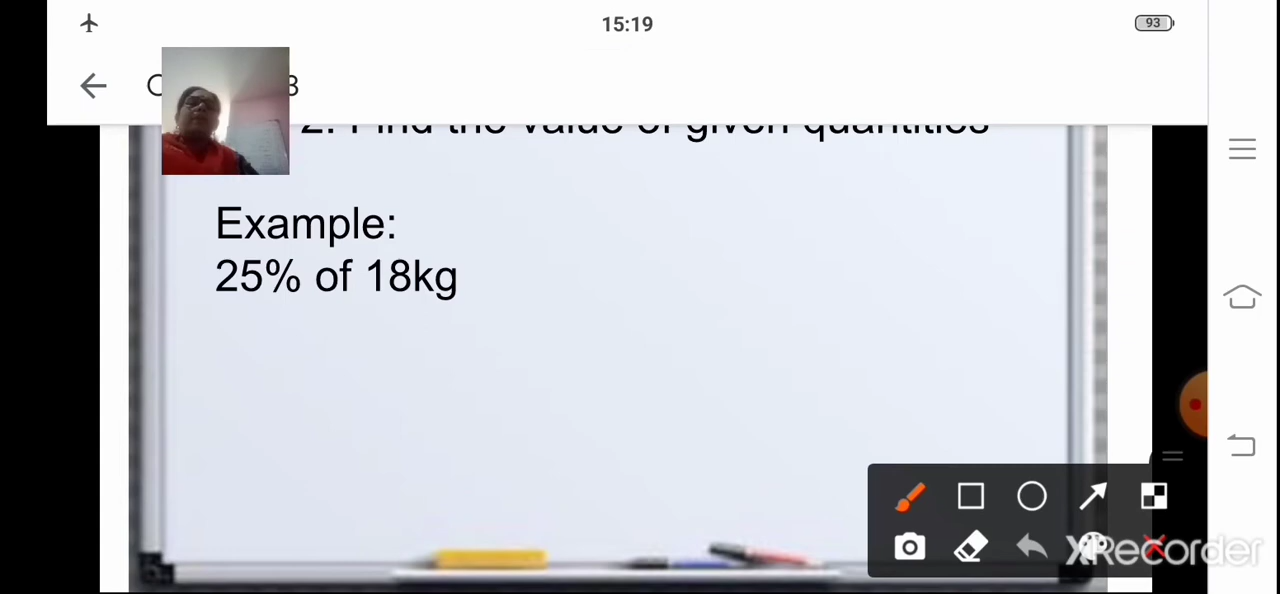 15:19
93
2. Find the value of given quantities
Example:
25% of 18kg
XRecorder